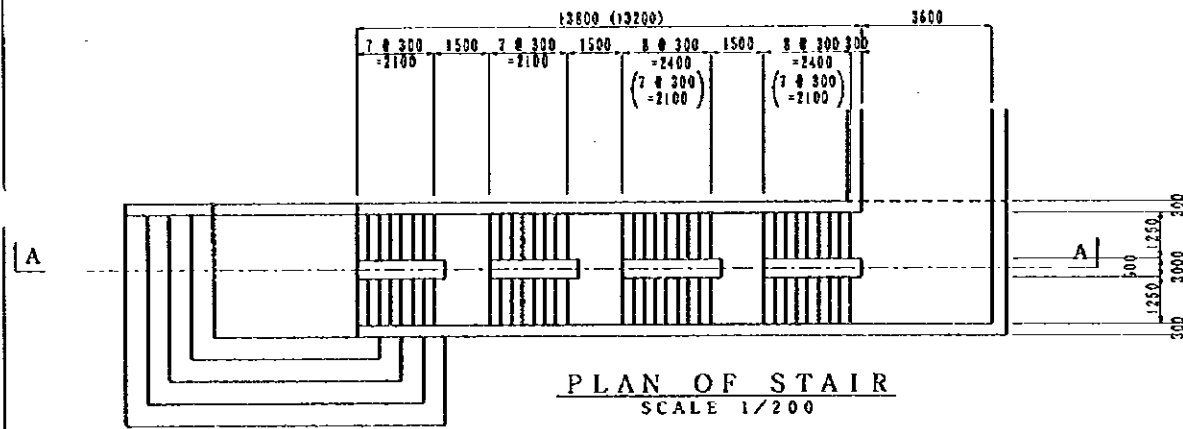 13800 (13200) 3600
7 @ 300 1500 7 @ 300 1500 8 @ 300 1500 8 @ 300 300
=2100 =2100 =2400 =2400
(7 @ 300) (7 @ 300)
=2100 =2100
300
1250
A A 500 3000
1250
300
PLAN OF STAIR
SCALE 1/200